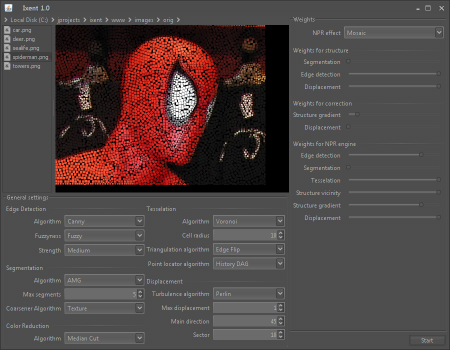 Ixent 1.0
Local Disk (C:) projects ixent www images orig
car.png
deer.png
sealife.png
spiderman.png
towers.png
Weights
NPR effect Mosaic
Weights for structure
Segmentation
Edge detection
Displacement
Weights for correction
Structure gradient
Displacement
Weights for NPR engine
Edge detection
Segmentation
Tesselation
Structure vicinity
Structure gradient
Displacement
General settings
Edge Detection
Algorithm Canny
Fuzzyness Fuzzy
Strength Medium
Segmentation
Algorithm AMG
Max segments 5
Coarsener Algorithm Texture
Color Reduction
Algorithm Median Cut
Tesselation
Algorithm Voronoi
Cell radius
Triangulation algorithm Edge Flip
Point locator algorithm History DAG
Displacement
Turbulence algorithm Perlin
Max displacement
Main direction 45
Sector
Start